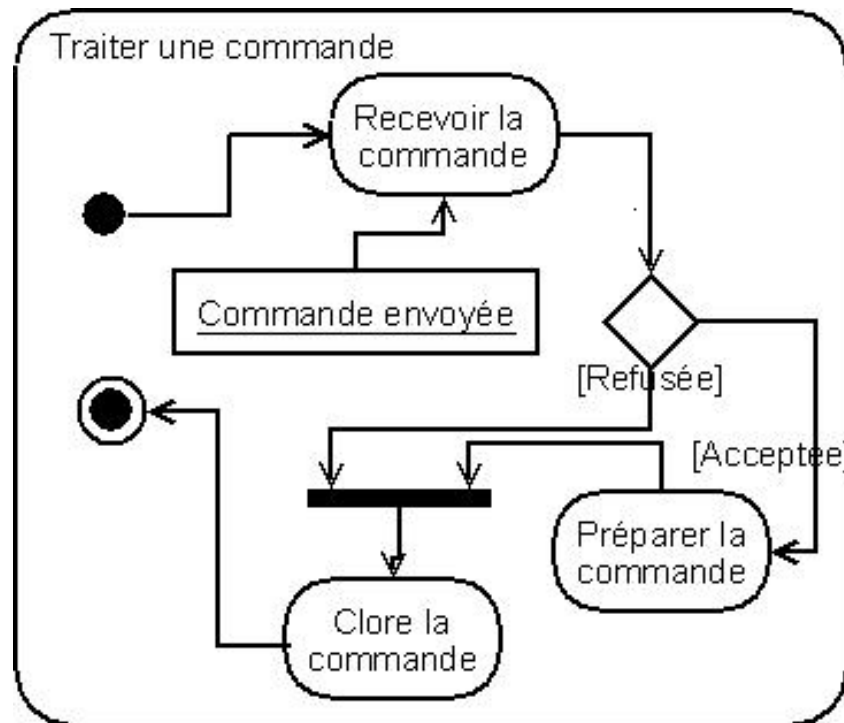 Traiter une commande
Recevoir la
commande
Commande envoyée
[Refusée]
[Acceptee]
Préparer la
commande
Clore la
commande